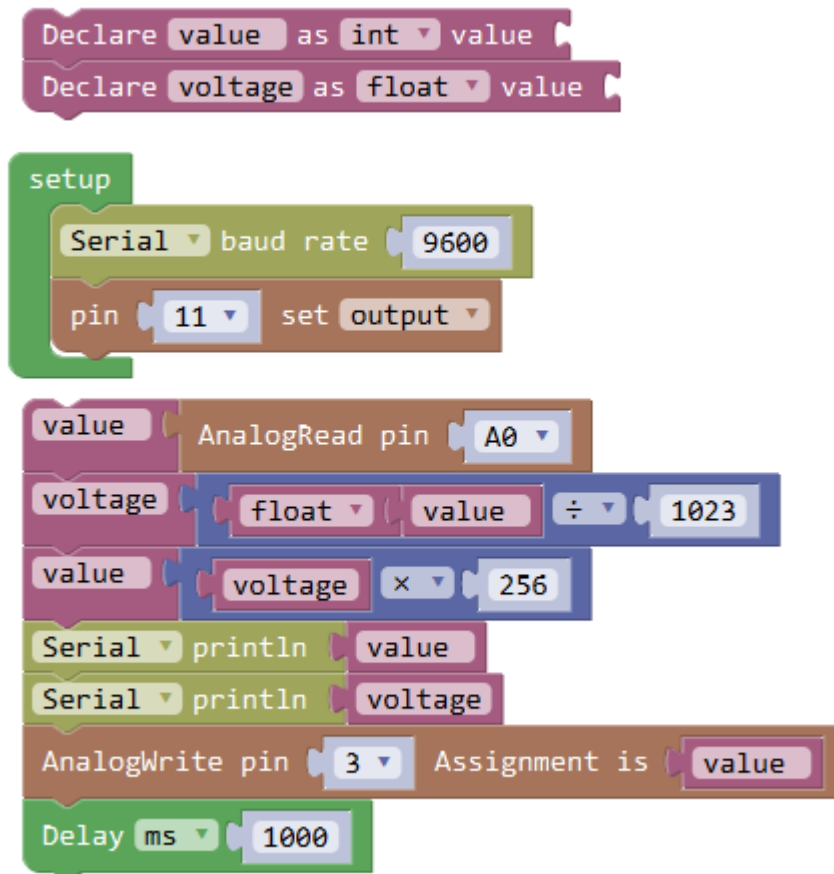 Declare value as int value
Declare voltage as float value
setup
Serial baud rate 9600
pin 11 set output
value AnalogRead pin A0
voltage float value ÷ 1023
value voltage × 256
Serial println value
Serial println voltage
AnalogWrite pin 3 Assignment is value
Delay ms 1000